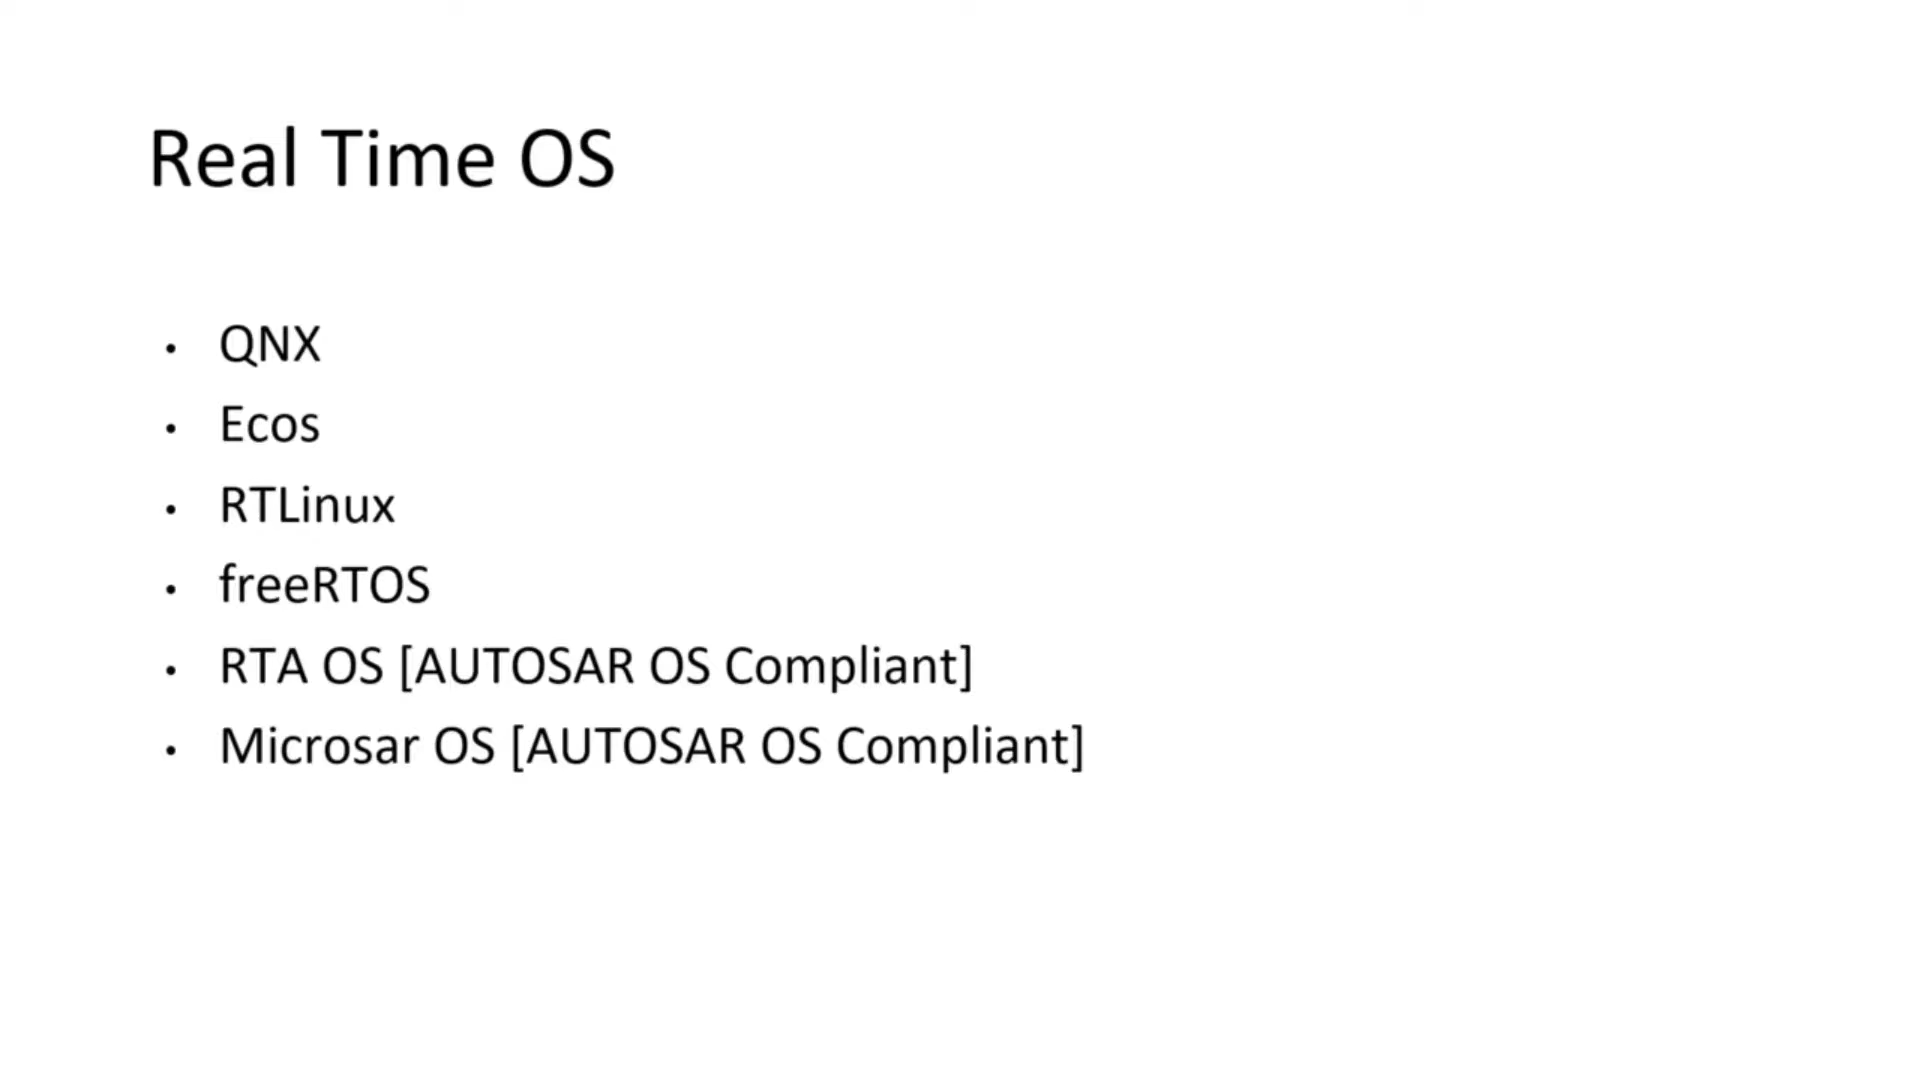 Real Time OS
• QNX
• Ecos
• RTLinux
• freeRTOS
• RTA OS [AUTOSAR OS Compliant]
• Microsar OS [AUTOSAR OS Compliant]